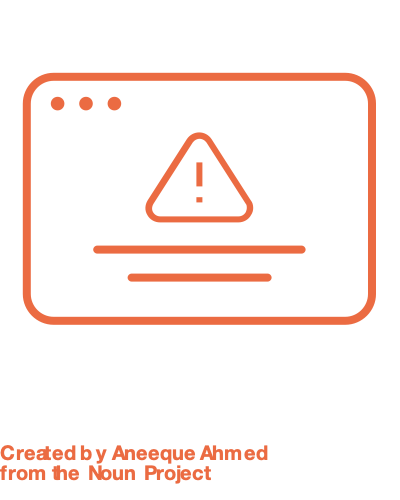 !
Created by Aneeque Ahmed
from the Noun Project